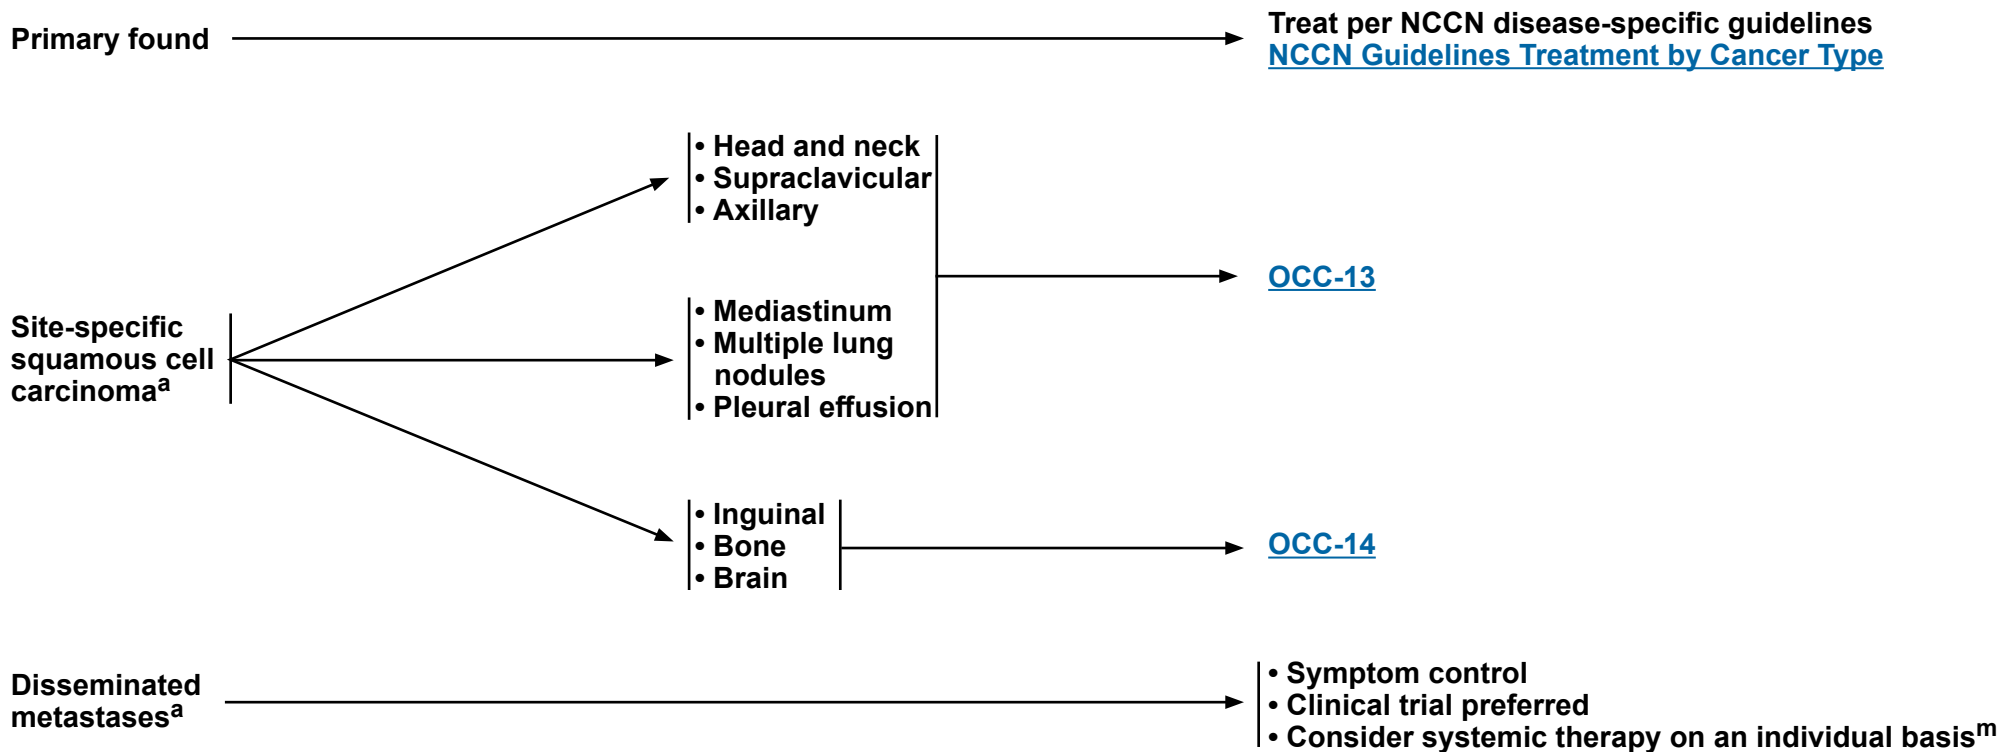 Primary found
Treat per NCCN disease-specific guidelines
NCCN Guidelines Treatment by Cancer Type
• Head and neck
• Supraclavicular
• Axillary
OCC-13
Site-specific
squamous cell
carcinomaᵃ
• Mediastinum
• Multiple lung
nodules
• Pleural effusion
• Inguinal
• Bone
• Brain
OCC-14
Disseminated
metastasesᵃ
• Symptom control
• Clinical trial preferred
• Consider systemic therapy on an individual basisᵐ